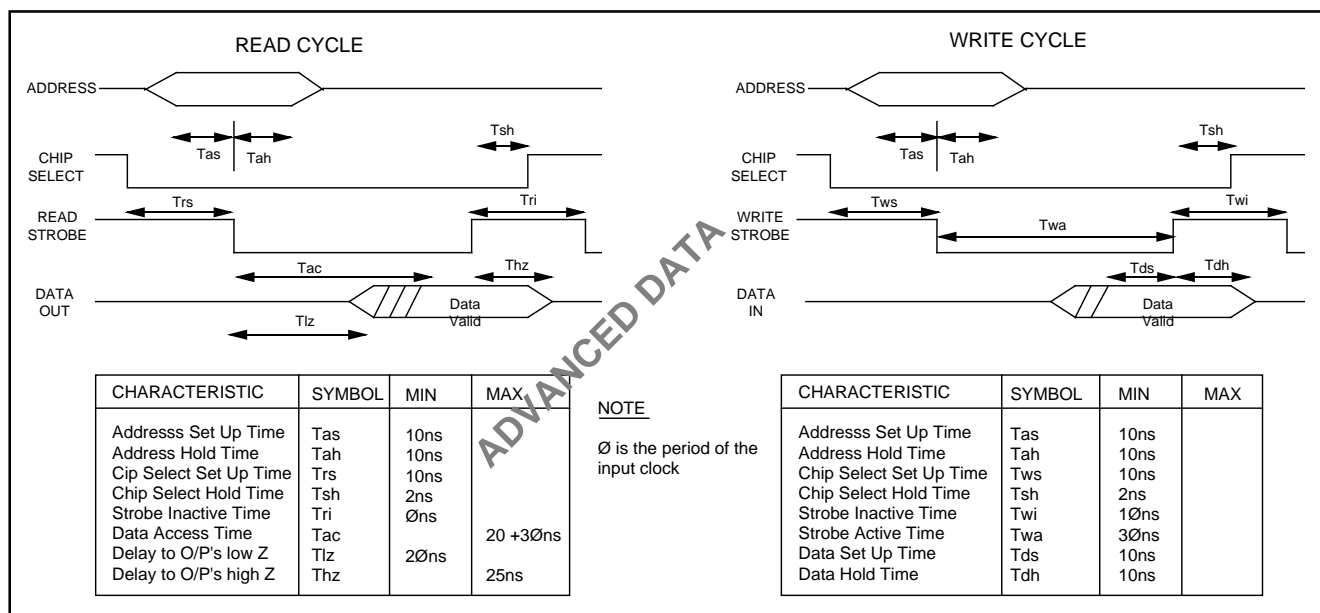 READ CYCLE
ADDRESS
Tas
Tah
Tsh
CHIP
SELECT
Trs
Tri
READ
STROBE
Tac
Thz
DATA
OUT
Data
Valid
Tlz
WRITE CYCLE
ADDRESS
Tas
Tah
Tsh
CHIP
SELECT
Tws
Twi
WRITE
STROBE
Twa
Tds
Tdh
DATA
IN
Data
Valid
ADVANCED DATA
CHARACTERISTIC SYMBOL MIN MAX
Addresss Set Up Time Tas 10ns
Address Hold Time Tah 10ns
Cip Select Set Up Time Trs 10ns
Chip Select Hold Time Tsh 2ns
Strobe Inactive Time Tri Øns
Data Access Time Tac 20 +3Øns
Delay to O/P's low Z Tlz 2Øns
Delay to O/P's high Z Thz 25ns
NOTE
Ø is the period of the
input clock
CHARACTERISTIC SYMBOL MIN MAX
Addresss Set Up Time Tas 10ns
Address Hold Time Tah 10ns
Chip Select Set Up Time Tws 10ns
Chip Select Hold Time Tsh 2ns
Strobe Inactive Time Twi 1Øns
Strobe Active Time Twa 3Øns
Data Set Up Time Tds 10ns
Data Hold Time Tdh 10ns